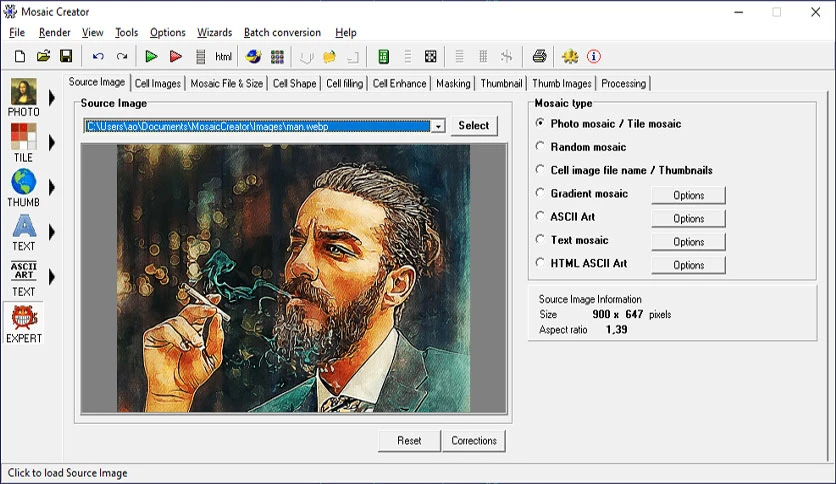 Mosaic Creator
File Render View Tools Options Wizards Batch conversion Help
html
PHOTO
TILE
THUMB
TEXT
ASCII
ART
TEXT
EXPERT
Source Image Cell Images Mosaic File & Size Cell Shape Cell filling Cell Enhance Masking Thumbnail Thumb Images Processing
Source Image
C:\Users\ao\Documents\MosaicCreator\Images\man.webp
Select
Reset Corrections
Mosaic type
Photo mosaic / Tile mosaic
Random mosaic
Cell image file name / Thumbnails
Gradient mosaic Options
ASCII Art Options
Text mosaic Options
HTML ASCII Art Options
Source Image Information
Size 900 x 647 pixels
Aspect ratio 1,39
Click to load Source Image